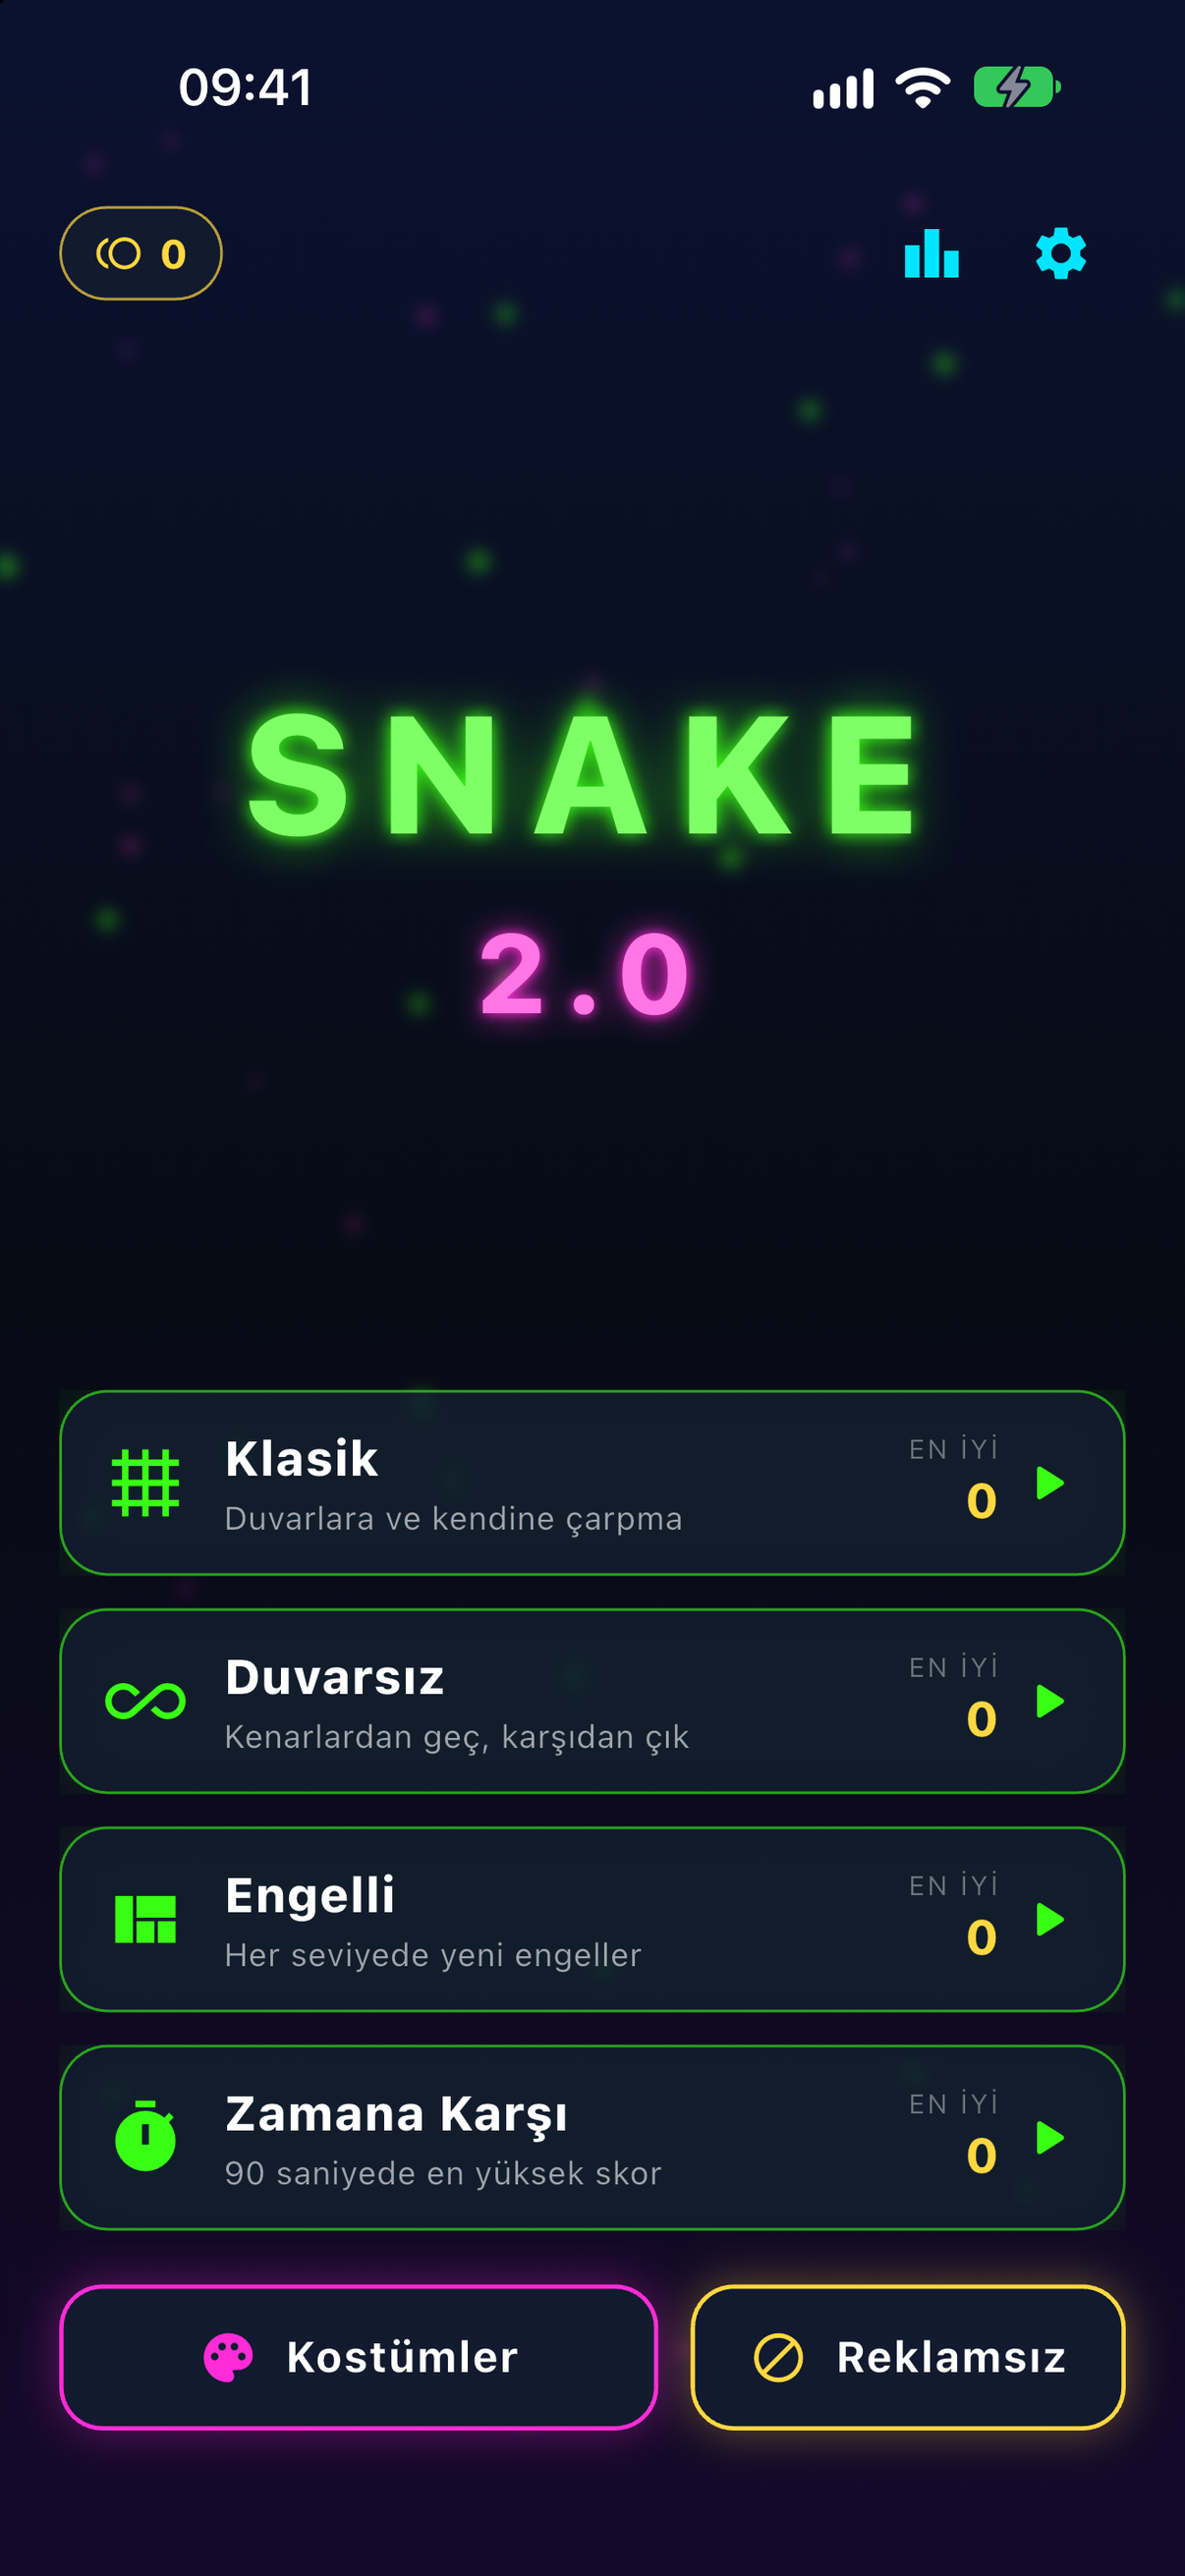 09:41
0
SNAKE
2.0
Klasik
Duvarlara ve kendine çarpma
EN İYİ
0
Duvarsız
Kenarlardan geç, karşıdan çık
EN İYİ
0
Engelli
Her seviyede yeni engeller
EN İYİ
0
Zamana Karşı
90 saniyede en yüksek skor
EN İYİ
0
Kostümler
Reklamsız